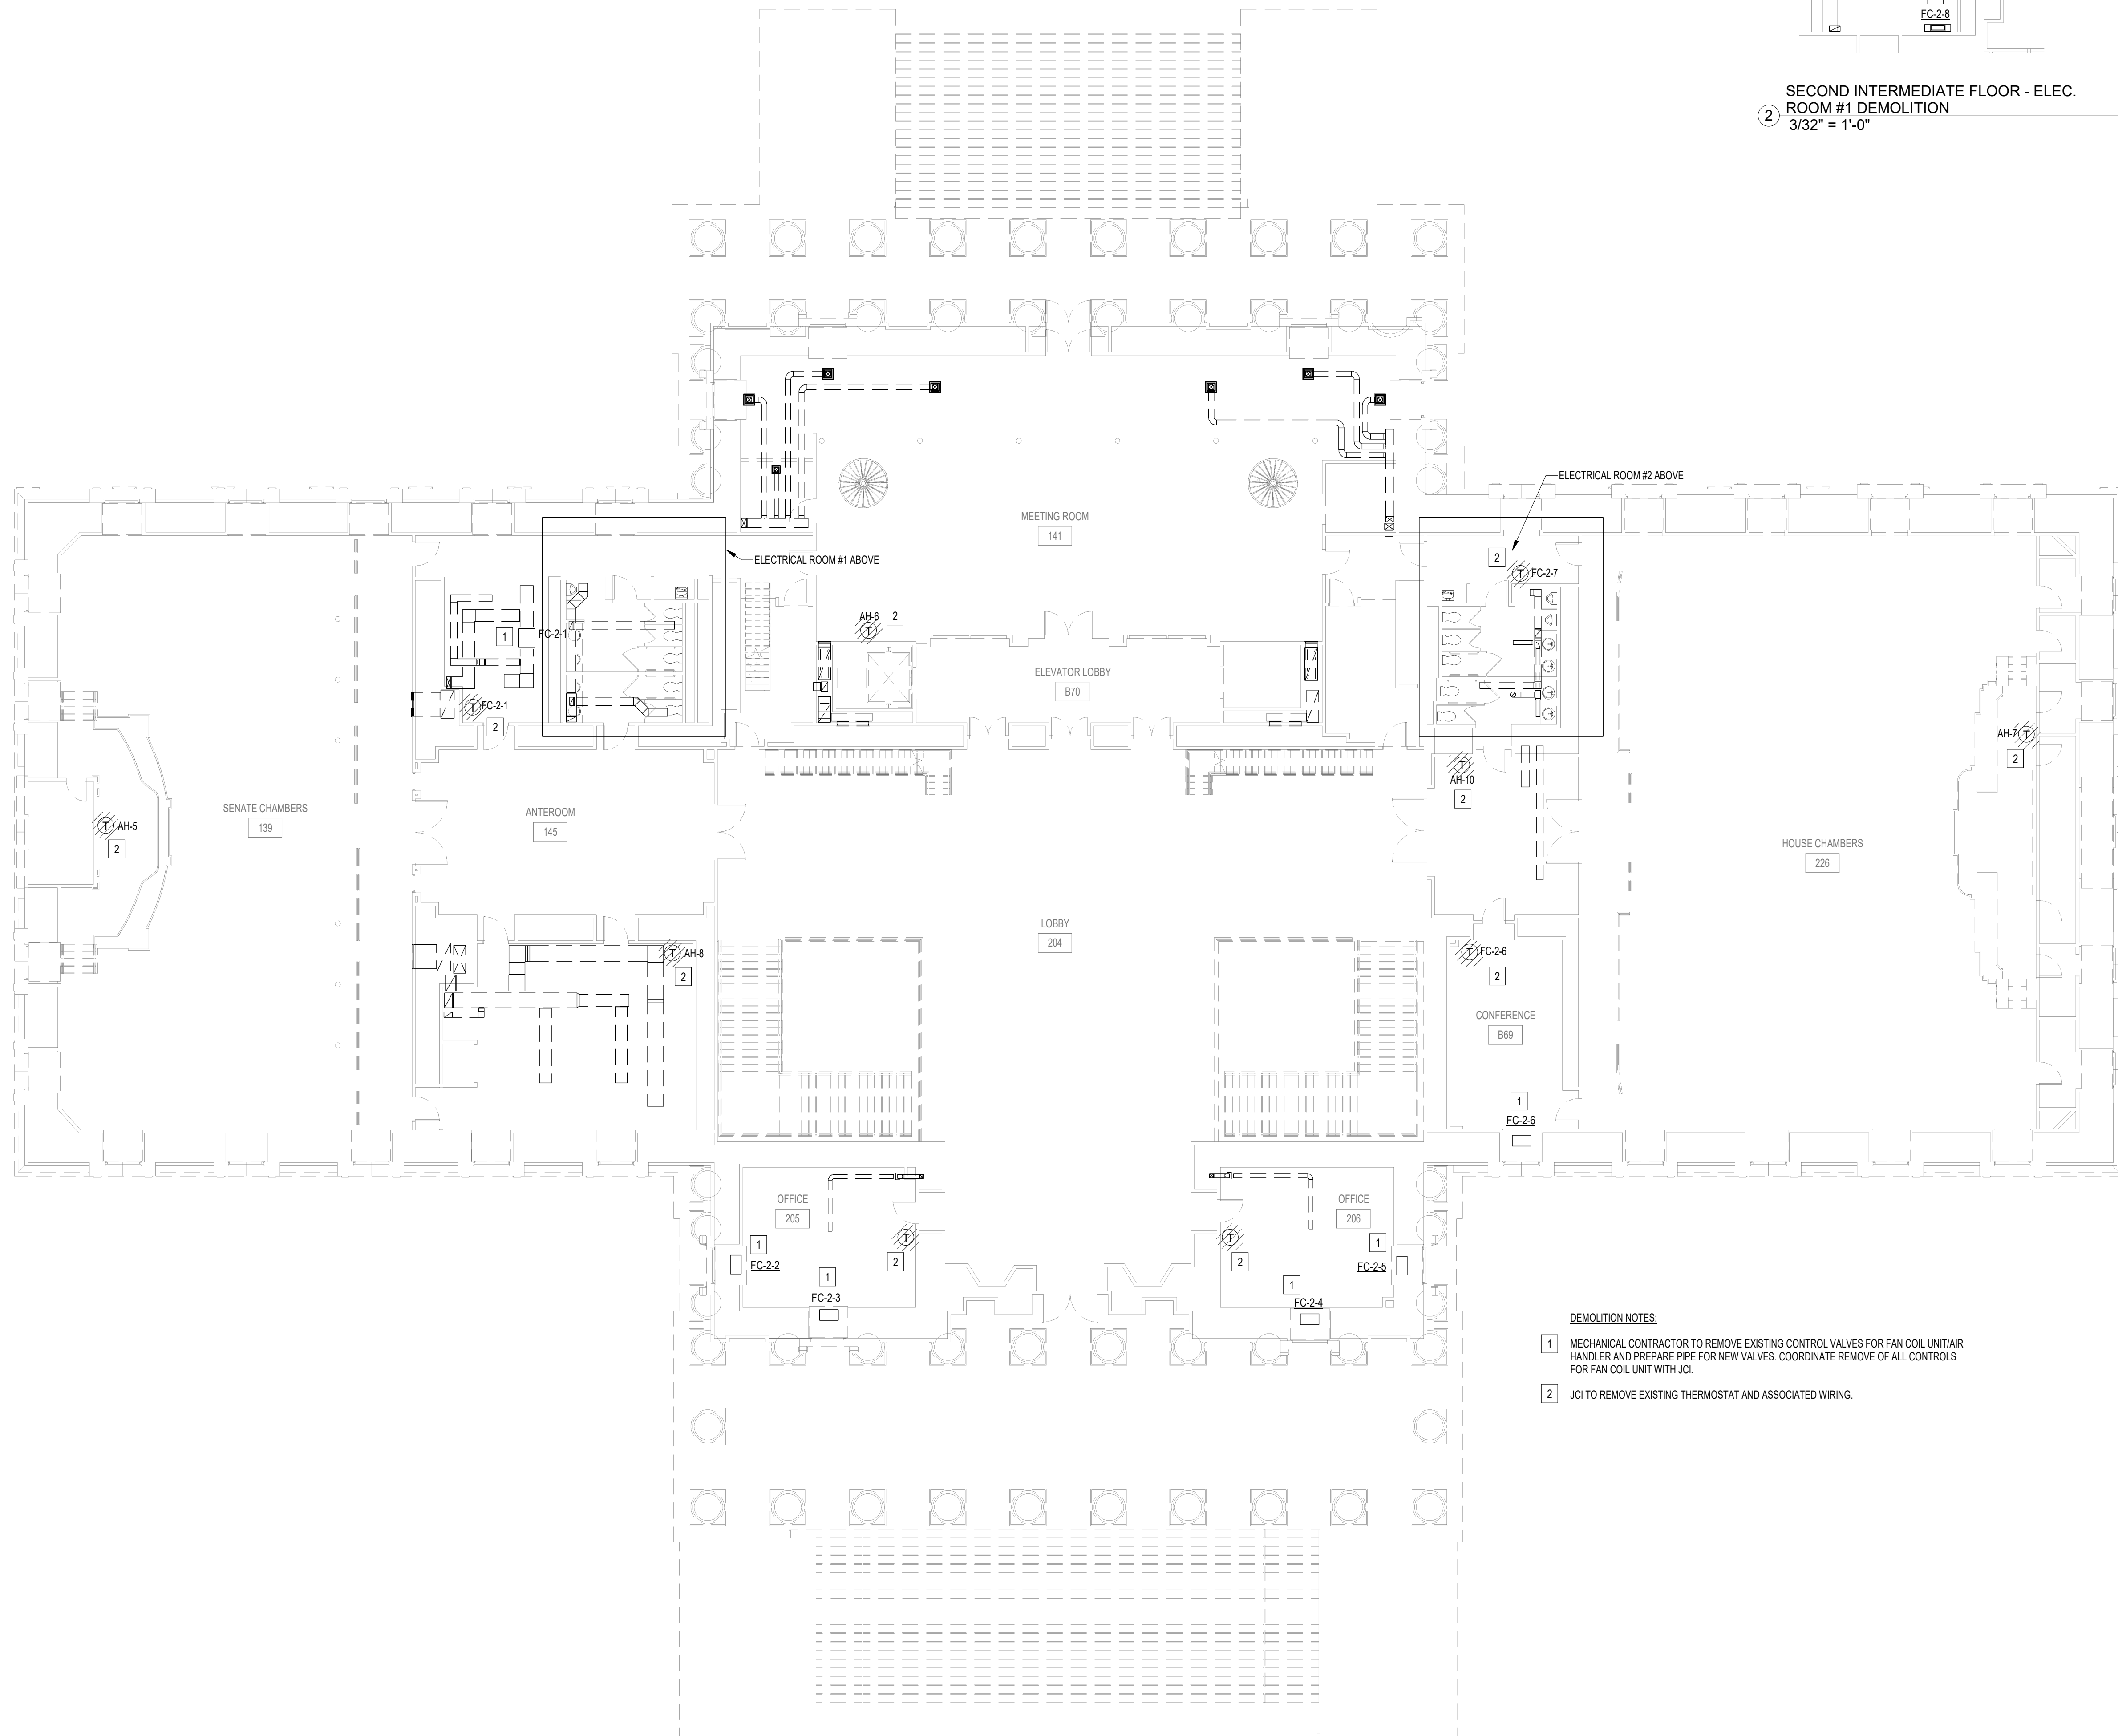 FC-2-8
SECOND INTERMEDIATE FLOOR - ELEC.
ROOM #1 DEMOLITION
2
3/32" = 1'-0"
ELECTRICAL ROOM #2 ABOVE
MEETING ROOM
141
ELECTRICAL ROOM #1 ABOVE
2
T FC-2-7
AH-6
2
T
1
FC-2-1
ELEVATOR LOBBY
B70
T FC-2-1
2
AH-7 T
2
T
AH-10
2
SENATE CHAMBERS
139
ANTEROOM
145
T AH-5
2
HOUSE CHAMBERS
226
LOBBY
204
T AH-8
2
T FC-2-6
2
CONFERENCE
B69
1
FC-2-6
OFFICE
205
OFFICE
206
T
2
T
2
1
FC-2-2
1
FC-2-3
1
FC-2-5
1
FC-2-4
DEMOLITION NOTES:
1 MECHANICAL CONTRACTOR TO REMOVE EXISTING CONTROL VALVES FOR FAN COIL UNIT/AIR
HANDLER AND PREPARE PIPE FOR NEW VALVES. COORDINATE REMOVE OF ALL CONTROLS
FOR FAN COIL UNIT WITH JCI.
2 JCI TO REMOVE EXISTING THERMOSTAT AND ASSOCIATED WIRING.